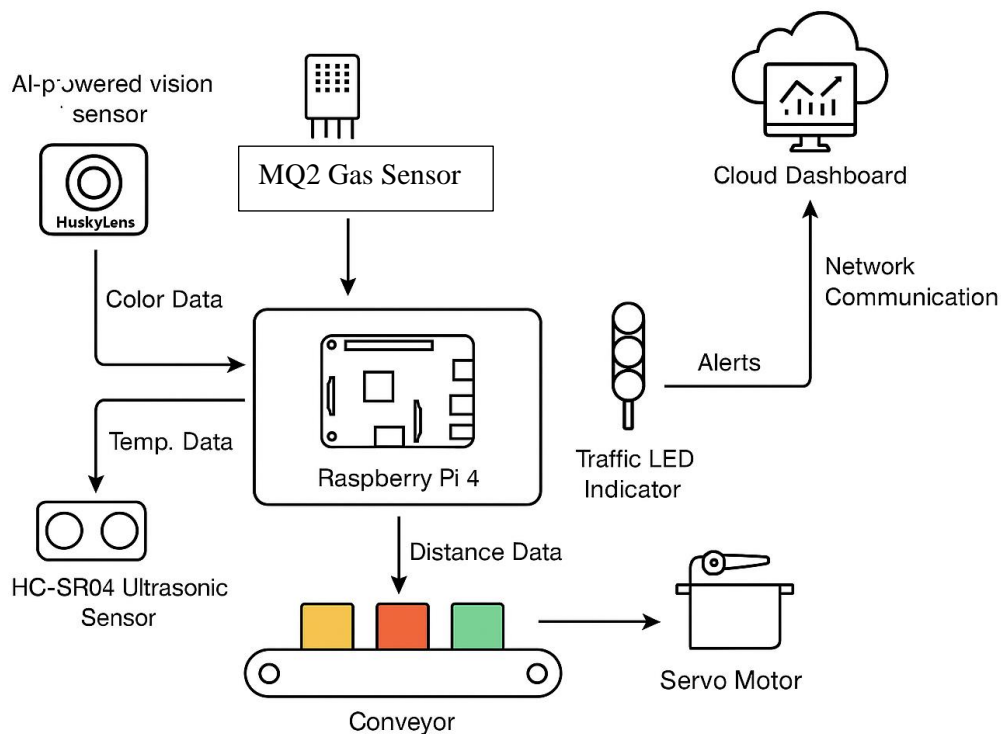 AI-powered vision
sensor
HuskyLens
MQ2 Gas Sensor
Cloud Dashboard
Color Data
Network
Communication
Alerts
Temp. Data
Raspberry Pi 4
Traffic LED
Indicator
Distance Data
HC-SR04 Ultrasonic
Sensor
Servo Motor
Conveyor